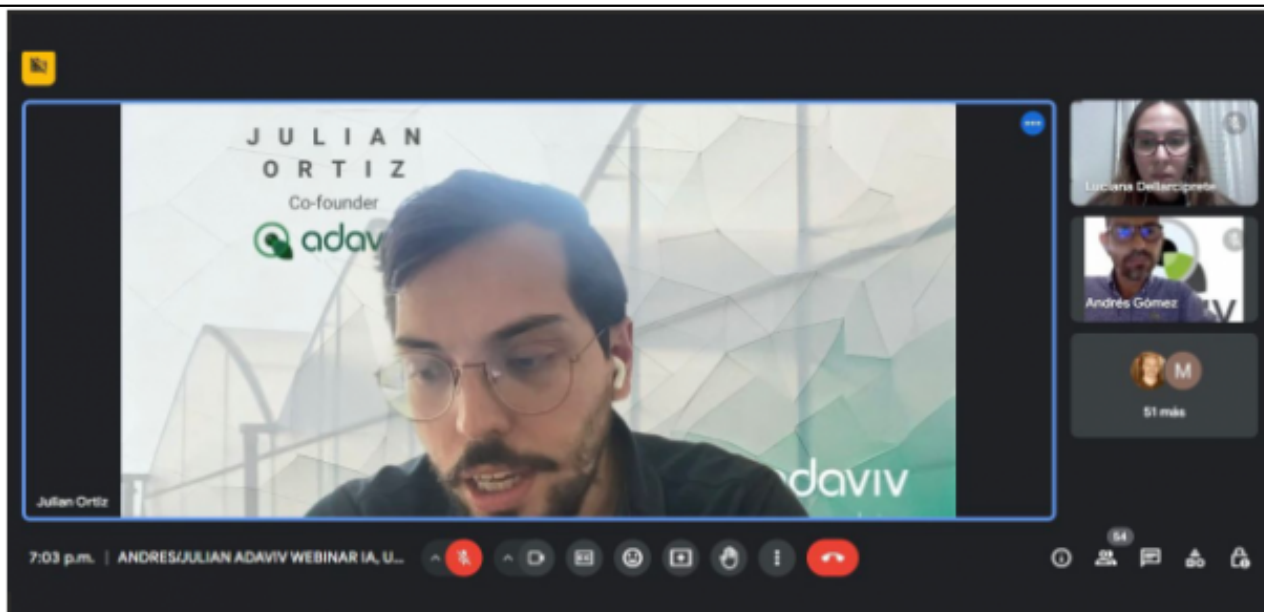 JULIAN
ORTIZ
Co-founder
adav
daviv
Julian Ortiz
Luciana Dellarciprete
Andrés Gómez
V
M
51 más
7:03 p.m. | ANDRES/JULIAN ADAVIV WEBINAR IA, U...
54